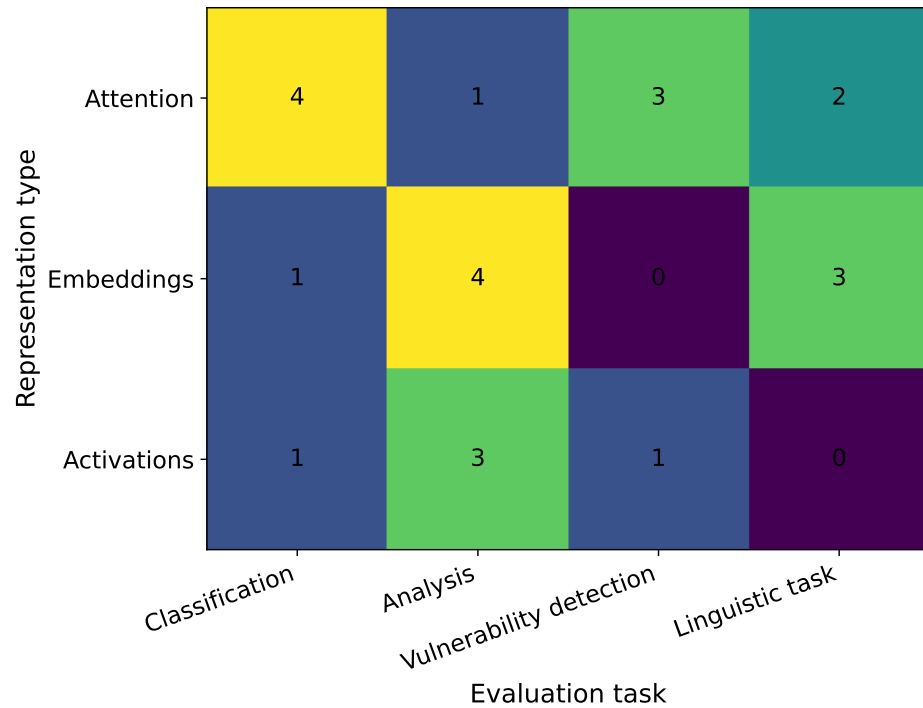 Representation type
Attention
4
1
3
2
Embeddings
1
4
0
3
Activations
1
3
1
0
Classification
Analysis
Vulnerability detection
Linguistic task
Evaluation task